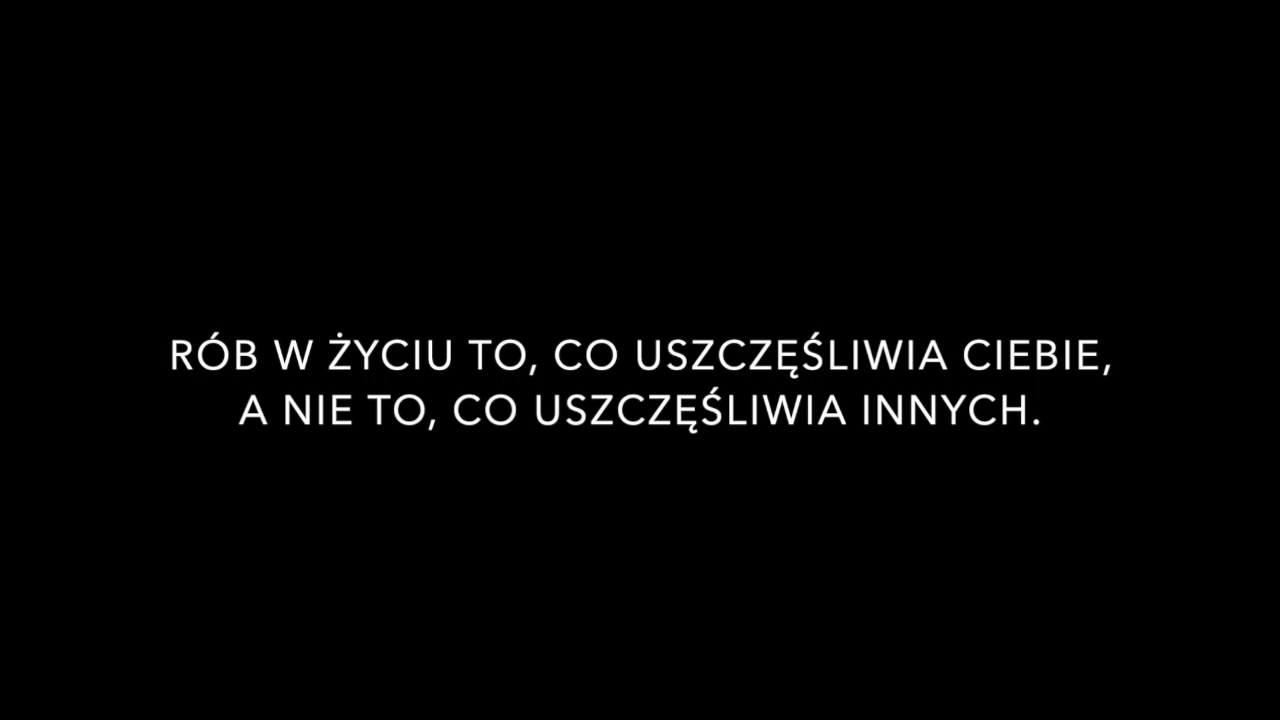 RÓB W ŻYCIU TO, CO USZCZĘŚLIWIA CIEBIE,
A NIE TO, CO USZCZĘŚLIWIA INNYCH.